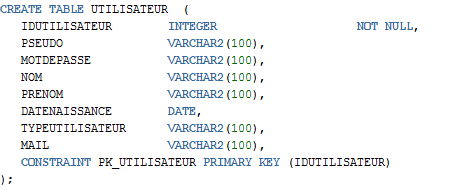 CREATE TABLE UTILISATEUR (
IDUTILISATEUR INTEGER NOT NULL,
PSEUDO VARCHAR2(100),
MOTDEPASSE VARCHAR2(100),
NOM VARCHAR2(100),
PRENOM VARCHAR2(100),
DATENAISSANCE DATE,
TYPEUTILISATEUR VARCHAR2(100),
MAIL VARCHAR2(100),
CONSTRAINT PK_UTILISATEUR PRIMARY KEY (IDUTILISATEUR)
);